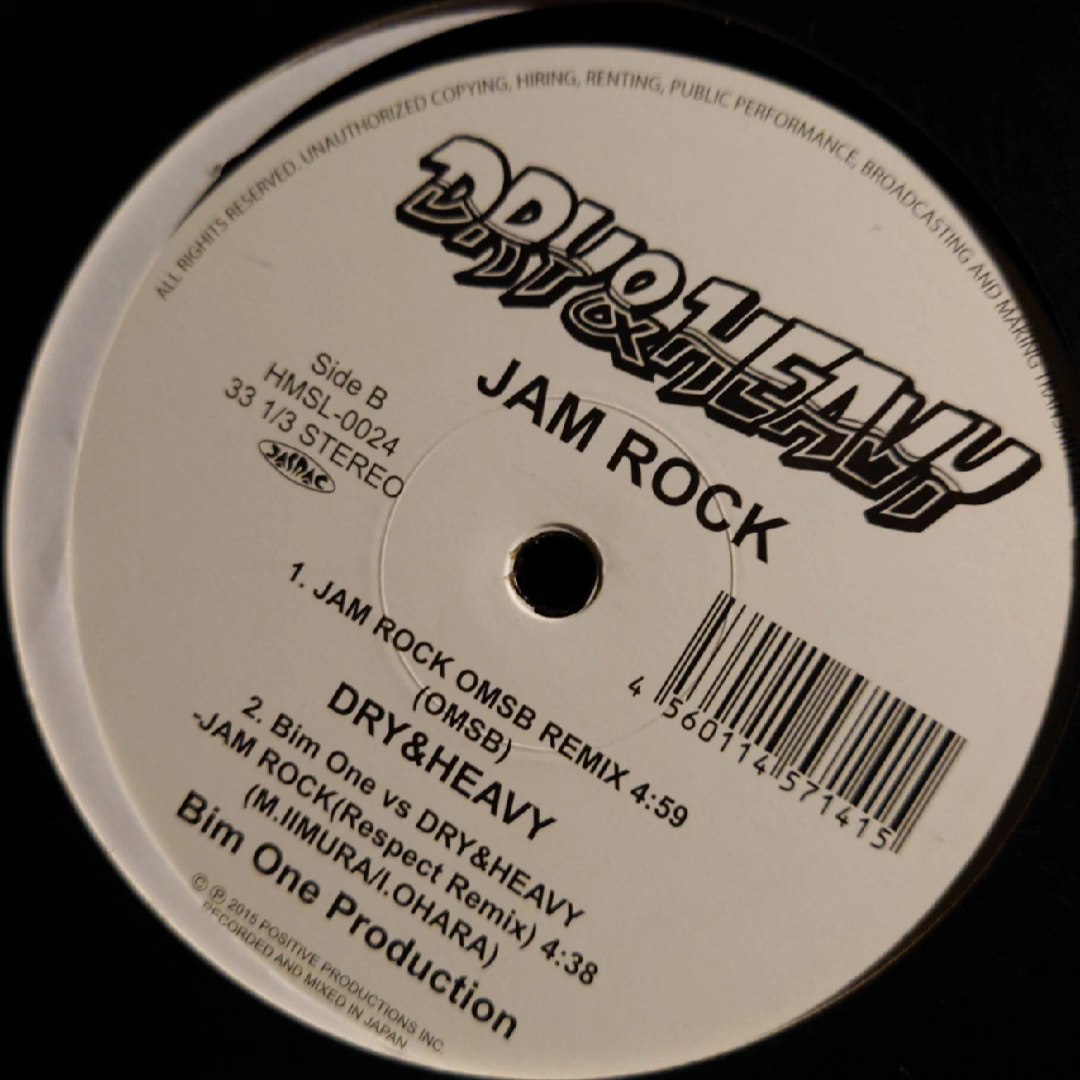 ALL RIGHITS RESERVED. UNAUTHORIZED COPYING, HIRING, RENTING, PUBLIC PERFORMANCE, BROADCASTING AND MAKING
DRY&HEAVY
JAM ROCK
Side B
HMSL-0024
33 1/3 STEREO
JASRAC
4 560114 571415
1. JAM ROCK OMSB REMIX 4:59
(OMSB)
DRY&HEAVY
2. Bim One vs DRY&HEAVY
-JAM ROCK(Respect Remix) 4:38
(M.IIMURA/I.OHARA)
Bim One Production
© ℗ 2015 POSITIVE PRODUCTIONS INC.
RECORDED AND MIXED IN JAPAN